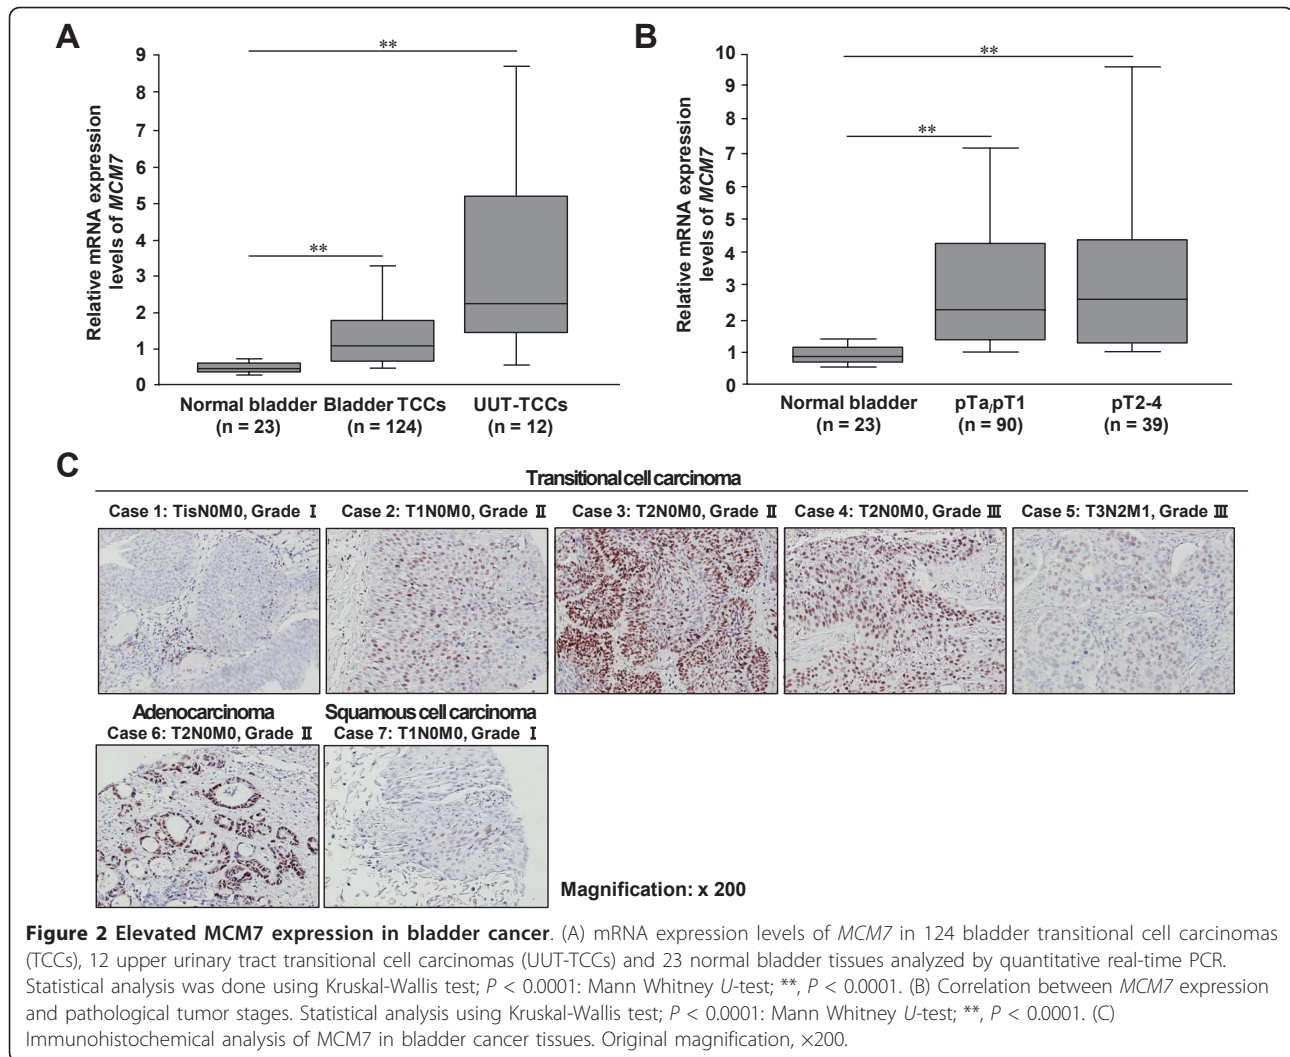 A
B
Relative mRNA expression
levels of MCM7
9
8
7
6
5
4
3
2
1
0
**
**
Normal bladder Bladder TCCs UUT-TCCs
(n = 23) (n = 124) (n = 12)
Relative mRNA expression
levels of MCM7
10
9
8
7
6
5
4
3
2
1
0
**
**
Normal bladder pTa/pT1 pT2-4
(n = 23) (n = 90) (n = 39)
C
Transitional cell carcinoma
Case 1: TisN0M0, Grade Ⅰ Case 2: T1N0M0, Grade Ⅱ Case 3: T2N0M0, Grade Ⅱ Case 4: T2N0M0, Grade Ⅲ Case 5: T3N2M1, Grade Ⅲ
Adenocarcinoma Squamous cell carcinoma
Case 6: T2N0M0, Grade Ⅱ Case 7: T1N0M0, Grade Ⅰ
Magnification: x 200
Figure 2 Elevated MCM7 expression in bladder cancer. (A) mRNA expression levels of MCM7 in 124 bladder transitional cell carcinomas
(TCCs), 12 upper urinary tract transitional cell carcinomas (UUT-TCCs) and 23 normal bladder tissues analyzed by quantitative real-time PCR.
Statistical analysis was done using Kruskal-Wallis test; P < 0.0001: Mann Whitney U-test; **, P < 0.0001. (B) Correlation between MCM7 expression
and pathological tumor stages. Statistical analysis using Kruskal-Wallis test; P < 0.0001: Mann Whitney U-test; **, P < 0.0001. (C)
Immunohistochemical analysis of MCM7 in bladder cancer tissues. Original magnification, ×200.